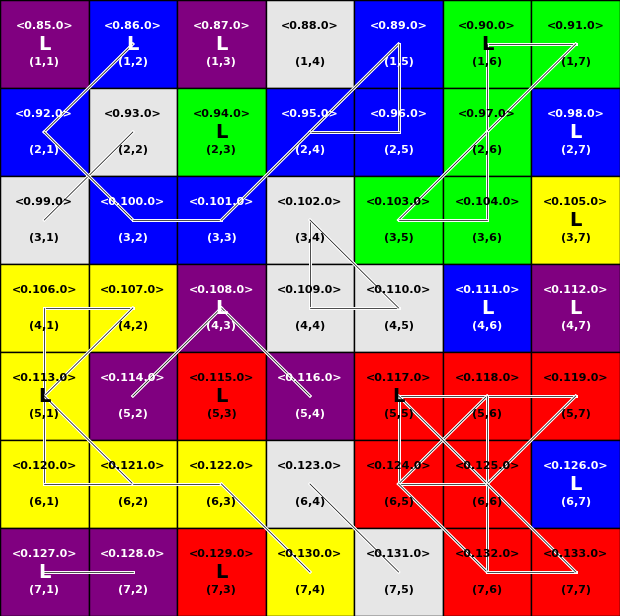 <0.85.0> <0.86.0> <0.87.0> <0.88.0> <0.89.0> <0.90.0> <0.91.0>
L L L L
(1,1) (1,2) (1,3) (1,4) (1,5) (1,6) (1,7)
<0.92.0> <0.93.0> <0.94.0> <0.95.0> <0.96.0> <0.97.0> <0.98.0>
L L
(2,1) (2,2) (2,3) (2,4) (2,5) (2,6) (2,7)
<0.99.0> <0.100.0> <0.101.0> <0.102.0> <0.103.0> <0.104.0> <0.105.0>
L
(3,1) (3,2) (3,3) (3,4) (3,5) (3,6) (3,7)
<0.106.0> <0.107.0> <0.108.0> <0.109.0> <0.110.0> <0.111.0> <0.112.0>
L L L
(4,1) (4,2) (4,3) (4,4) (4,5) (4,6) (4,7)
<0.113.0> <0.114.0> <0.115.0> <0.116.0> <0.117.0> <0.118.0> <0.119.0>
L L L
(5,1) (5,2) (5,3) (5,4) (5,5) (5,6) (5,7)
<0.120.0> <0.121.0> <0.122.0> <0.123.0> <0.124.0> <0.125.0> <0.126.0>
L
(6,1) (6,2) (6,3) (6,4) (6,5) (6,6) (6,7)
<0.127.0> <0.128.0> <0.129.0> <0.130.0> <0.131.0> <0.132.0> <0.133.0>
L L
(7,1) (7,2) (7,3) (7,4) (7,5) (7,6) (7,7)